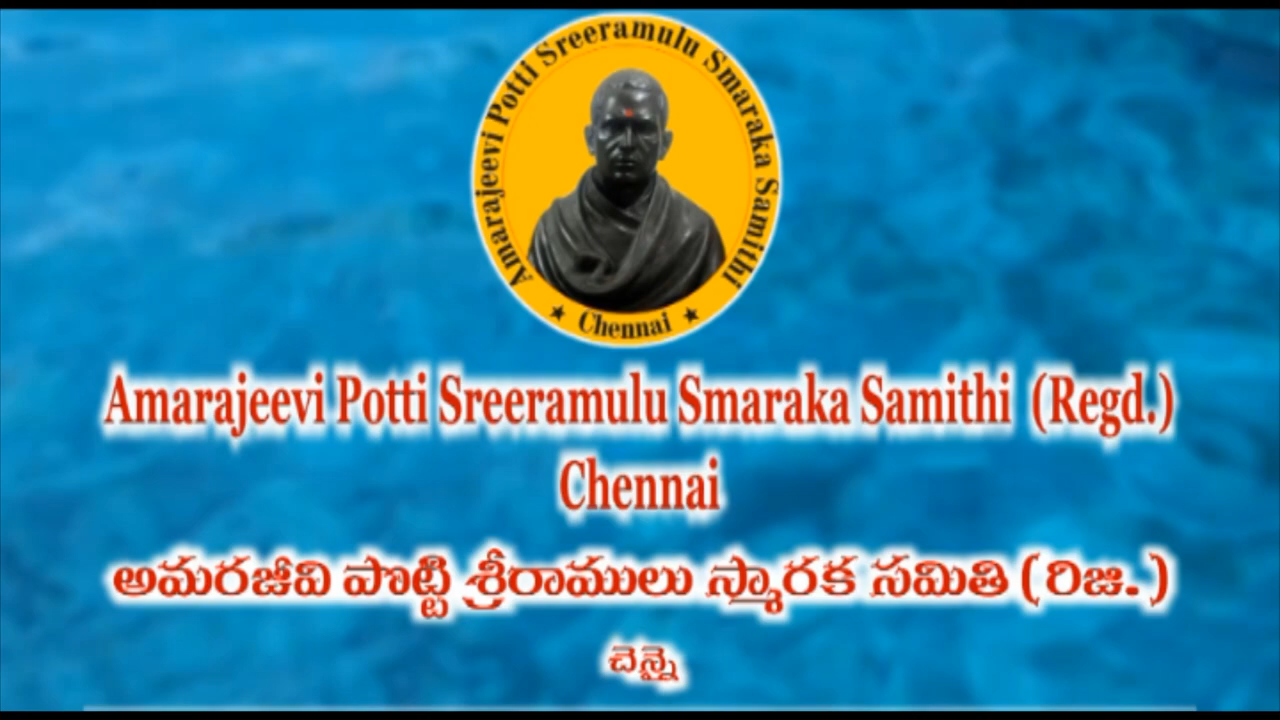 Amarajeevi Potti Sreeramulu Smaraka Samithi
★ Chennai ★
Amarajeevi Potti Sreeramulu Smaraka Samithi (Regd.)
Chennai
అమరజీవి పొట్టి శ్రీరాములు స్మారక సమితి (రిజి.)
చెన్నై